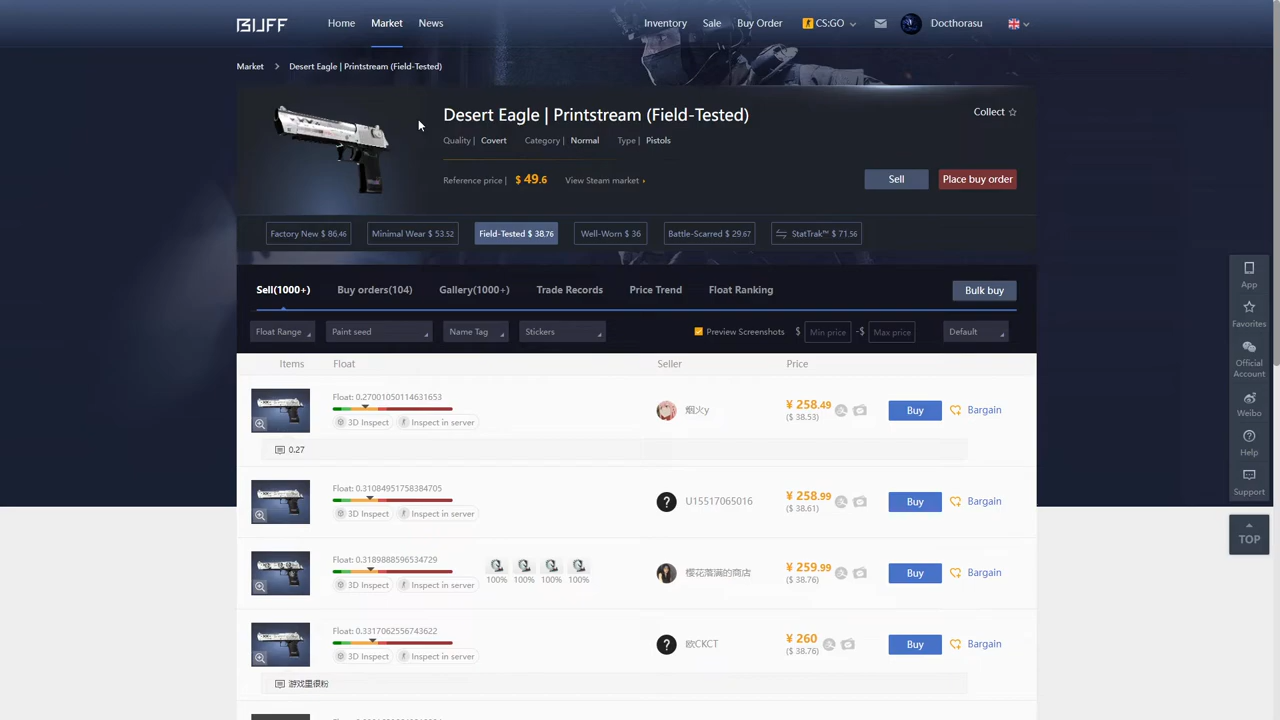 BUFF Home Market News Inventory Sale Buy Order CS:GO Docthorasu
Market > Desert Eagle | Printstream (Field-Tested)
Desert Eagle | Printstream (Field-Tested) Collect
Quality | Covert Category | Normal Type | Pistols
Reference price | $ 49.6 View Steam market Sell Place buy order
Factory New $ 86.46 Minimal Wear $ 53.52 Field-Tested $ 38.76 Well-Worn $ 36 Battle-Scarred $ 29.67 StatTrak™ $ 71.56
Sell(1000+) Buy orders(104) Gallery(1000+) Trade Records Price Trend Float Ranking Bulk buy
Float Range Paint seed Name Tag Stickers Preview Screenshots $ Min price -$ Max price Default
Items Float Seller Price
Float: 0.27001050114631653
3D Inspect Inspect in server
烟火y
¥ 258.49
($ 38.53)
Buy Bargain
0.27
Float: 0.31084951758384705
3D Inspect Inspect in server
U15517065016
¥ 258.99
($ 38.61)
Buy Bargain
Float: 0.3189888596534729
3D Inspect Inspect in server
100% 100% 100% 100%
¥ 259.99
($ 38.76)
Buy Bargain
Float: 0.3317062556743622
3D Inspect Inspect in server
欧CKCT
¥ 260
($ 38.76)
Buy Bargain
游戏里很粉
App
Favorites
Official
Account
Weibo
Help
Support
TOP